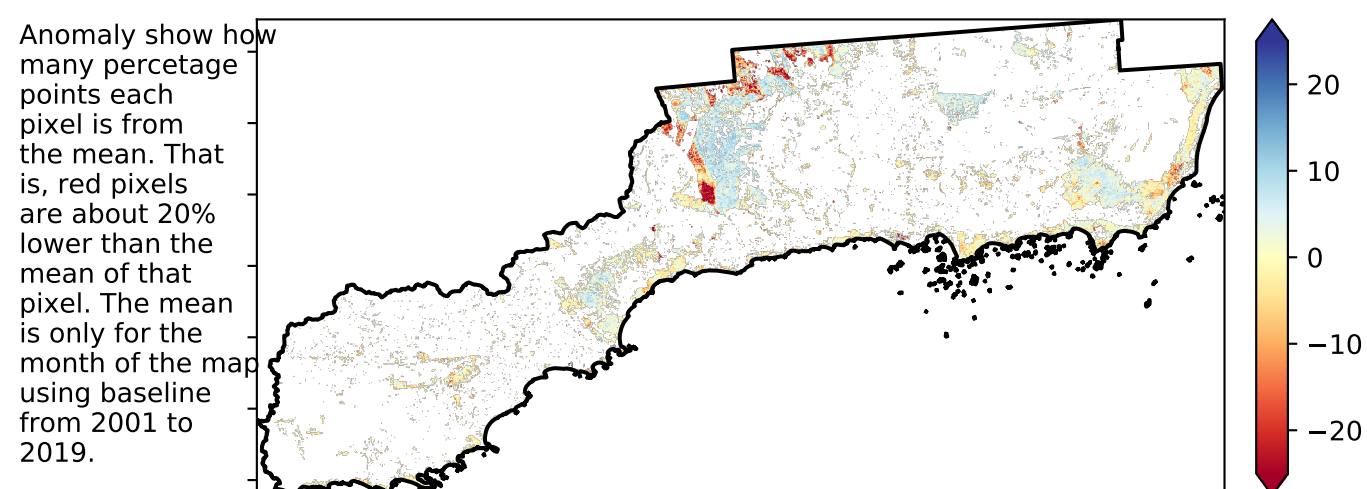 Anomaly show how
many percetage
points each
pixel is from
the mean. That
is, red pixels
are about 20%
lower than the
mean of that
pixel. The mean
is only for the
month of the map
using baseline
from 2001 to
2019.
20
10
0
−10
−20